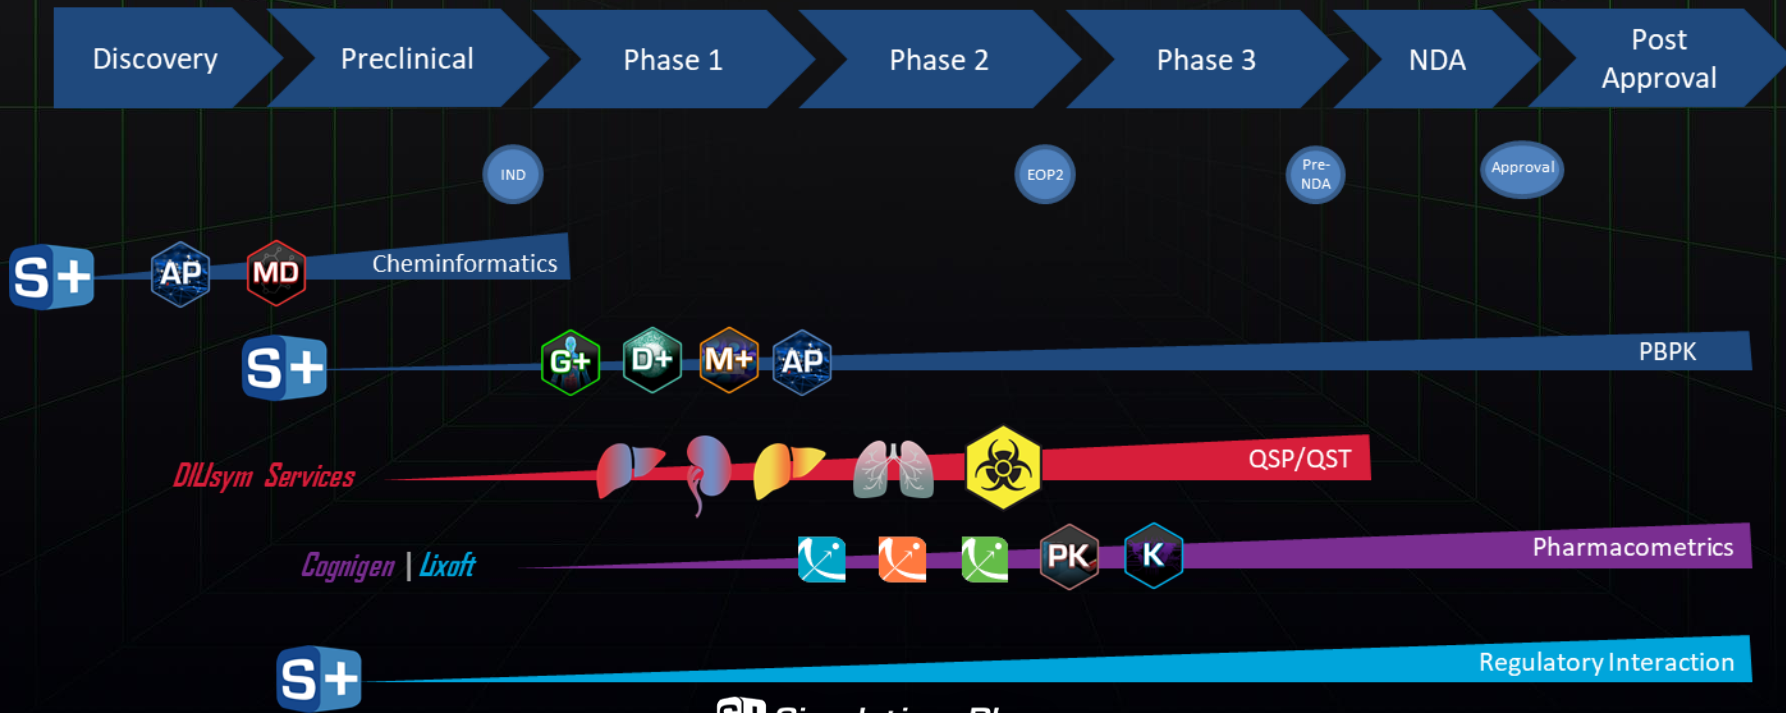 Discovery
Preclinical
Phase 1
Phase 2
Phase 3
NDA
Post
Approval
IND
EOP2
Pre-
NDA
Approval
S+
AP
MD
Cheminformatics
S+
G+
D+
M+
AP
PBPK
DILIsym Services
QSP/QST
Cognigen | Lixoft
PK
K
Pharmacometrics
S+
Regulatory Interaction